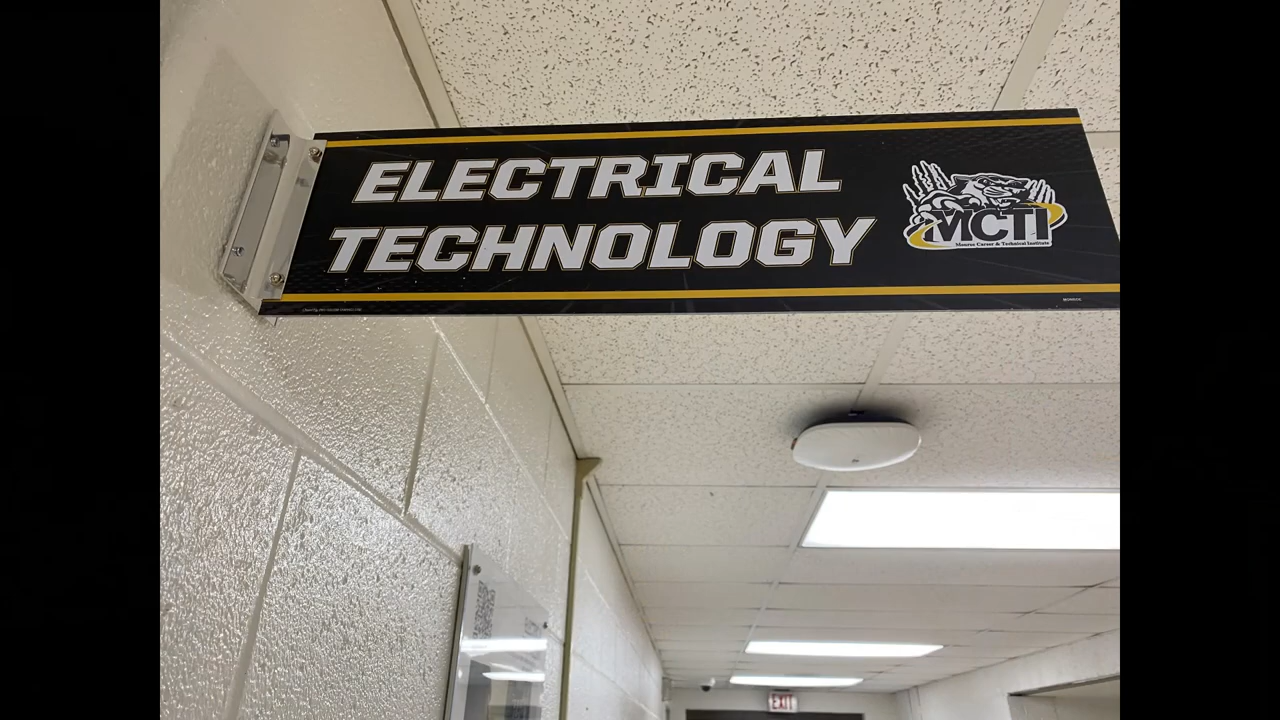 ELECTRICAL
TECHNOLOGY
MCTI
Monroe Career & Technical Institute
EXIT